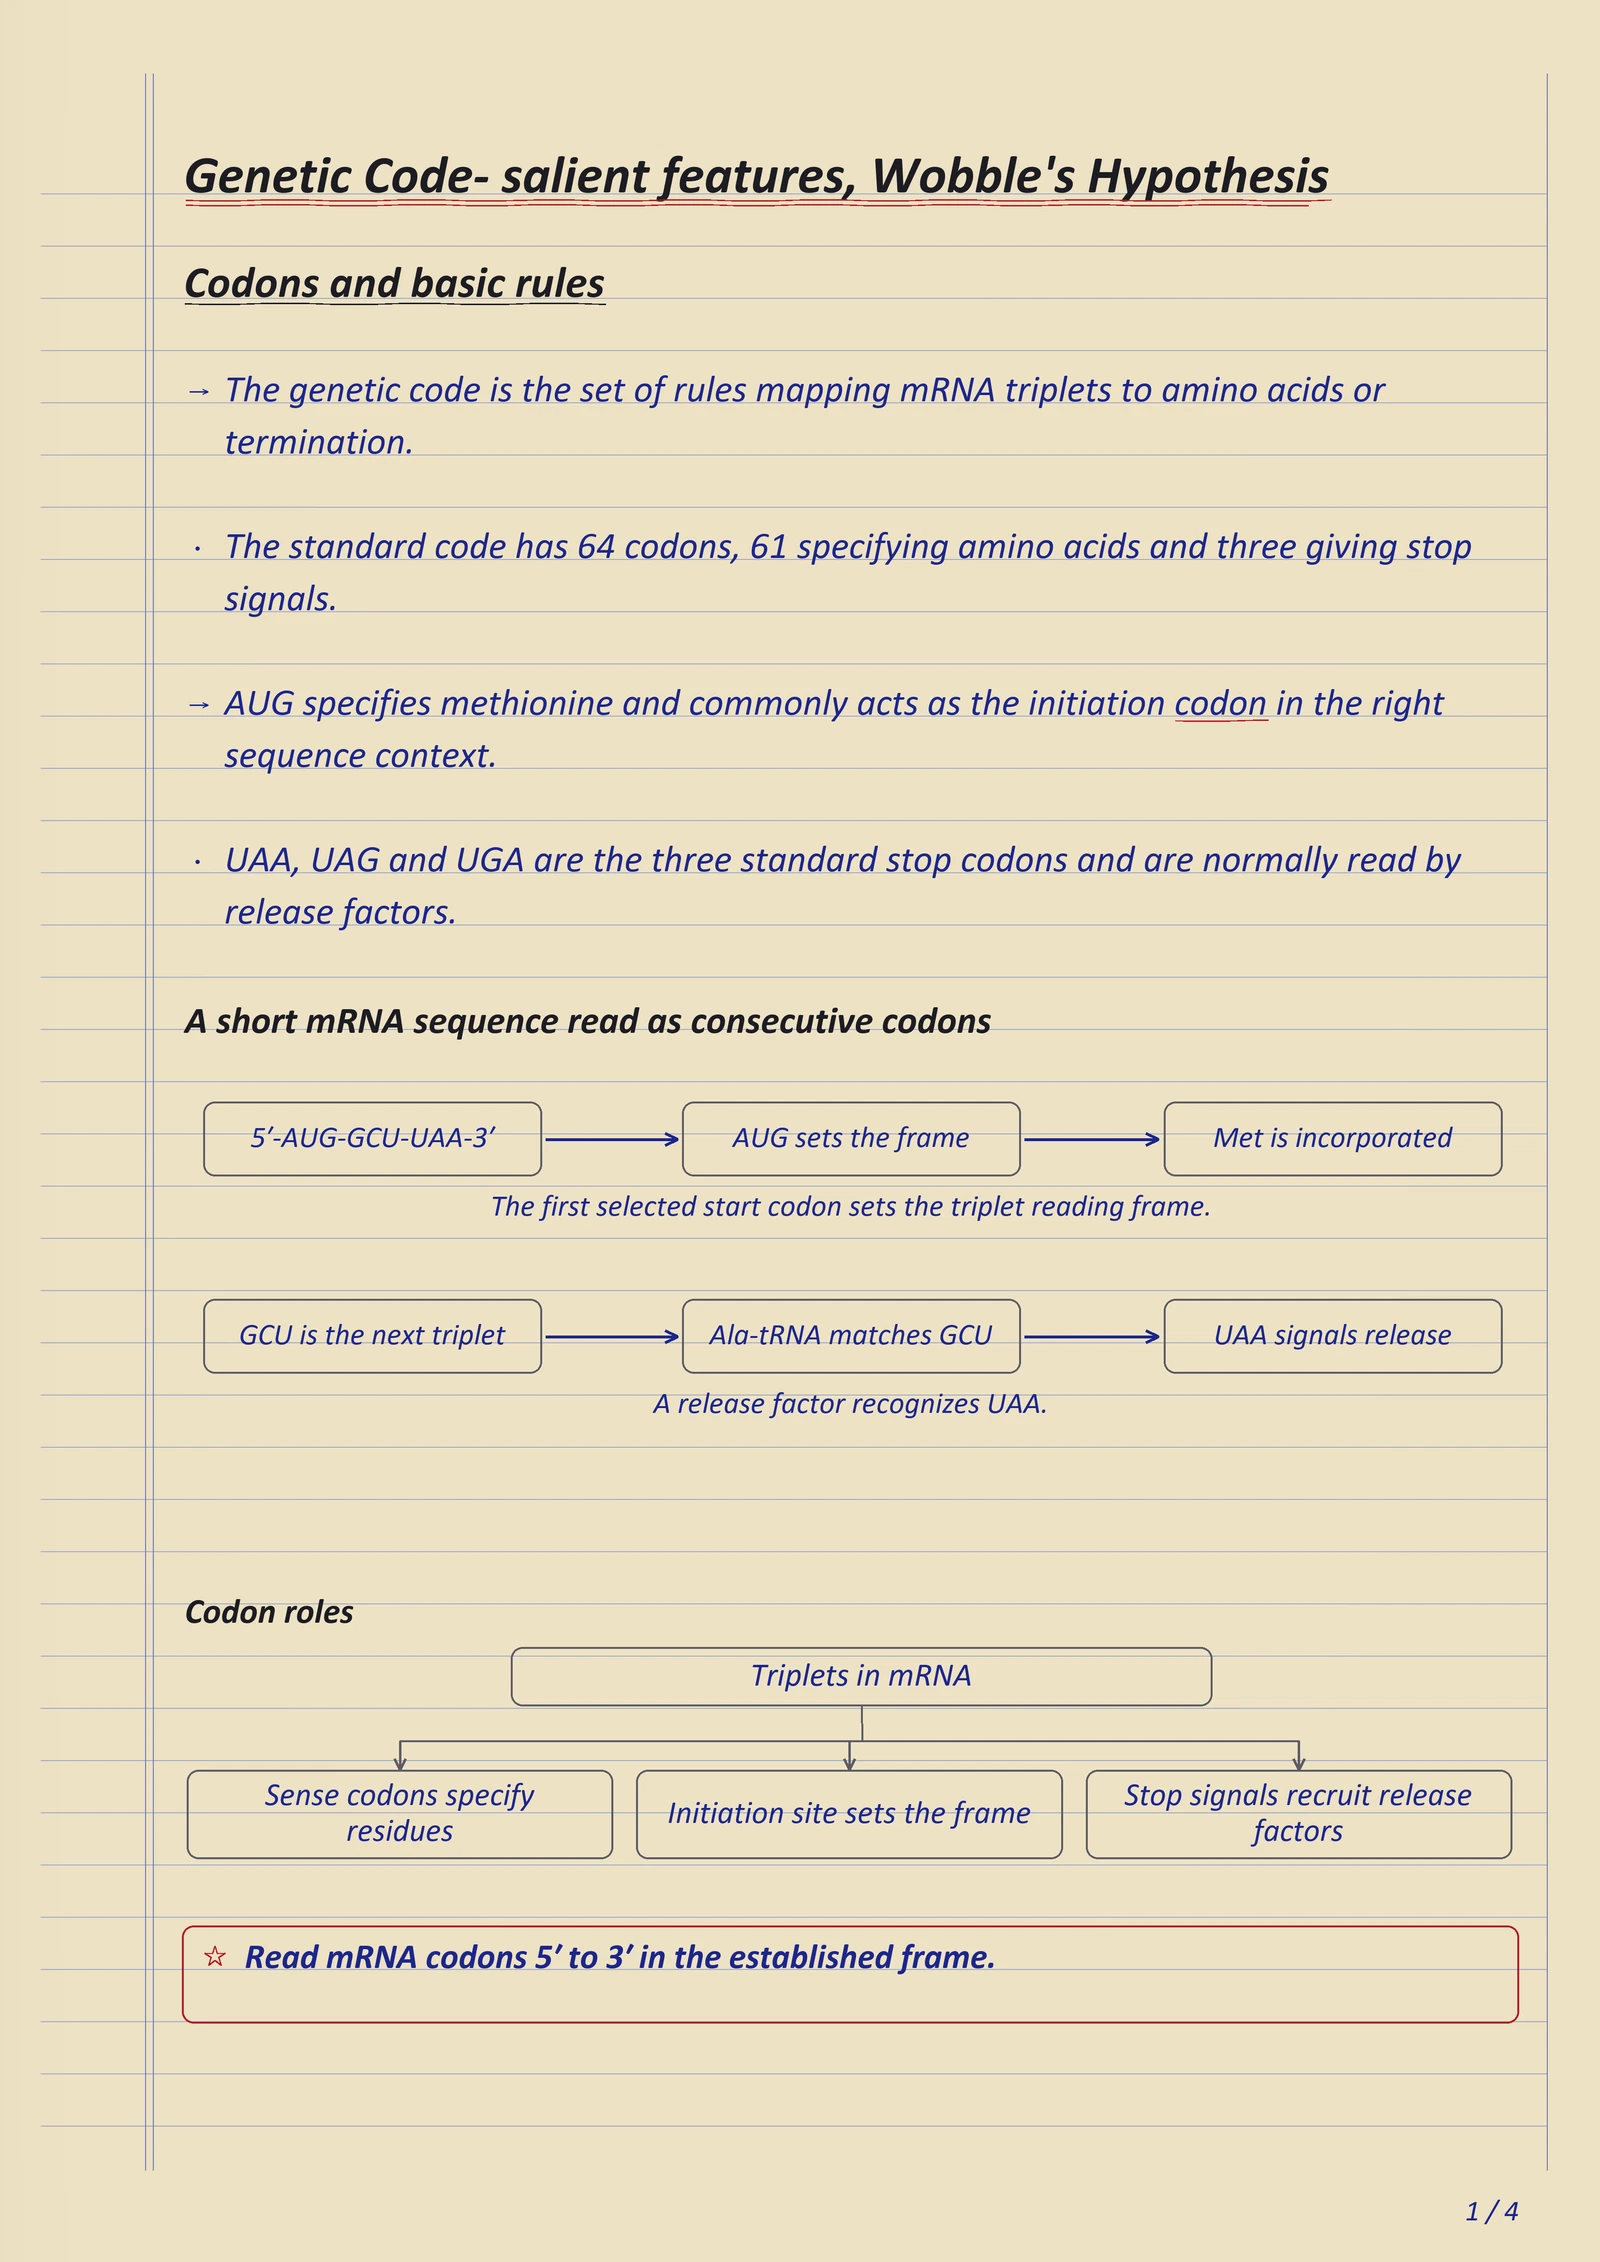 Genetic Code- salient features, Wobble's Hypothesis
Codons and basic rules
→ The genetic code is the set of rules mapping mRNA triplets to amino acids or
termination.
· The standard code has 64 codons, 61 specifying amino acids and three giving stop
signals.
→ AUG specifies methionine and commonly acts as the initiation codon in the right
sequence context.
· UAA, UAG and UGA are the three standard stop codons and are normally read by
release factors.
A short mRNA sequence read as consecutive codons
5′-AUG-GCU-UAA-3′
AUG sets the frame
Met is incorporated
The first selected start codon sets the triplet reading frame.
GCU is the next triplet
Ala-tRNA matches GCU
UAA signals release
A release factor recognizes UAA.
Codon roles
Triplets in mRNA
Sense codons specify
residues
Initiation site sets the frame
Stop signals recruit release
factors
☆ Read mRNA codons 5′ to 3′ in the established frame.
1 / 4